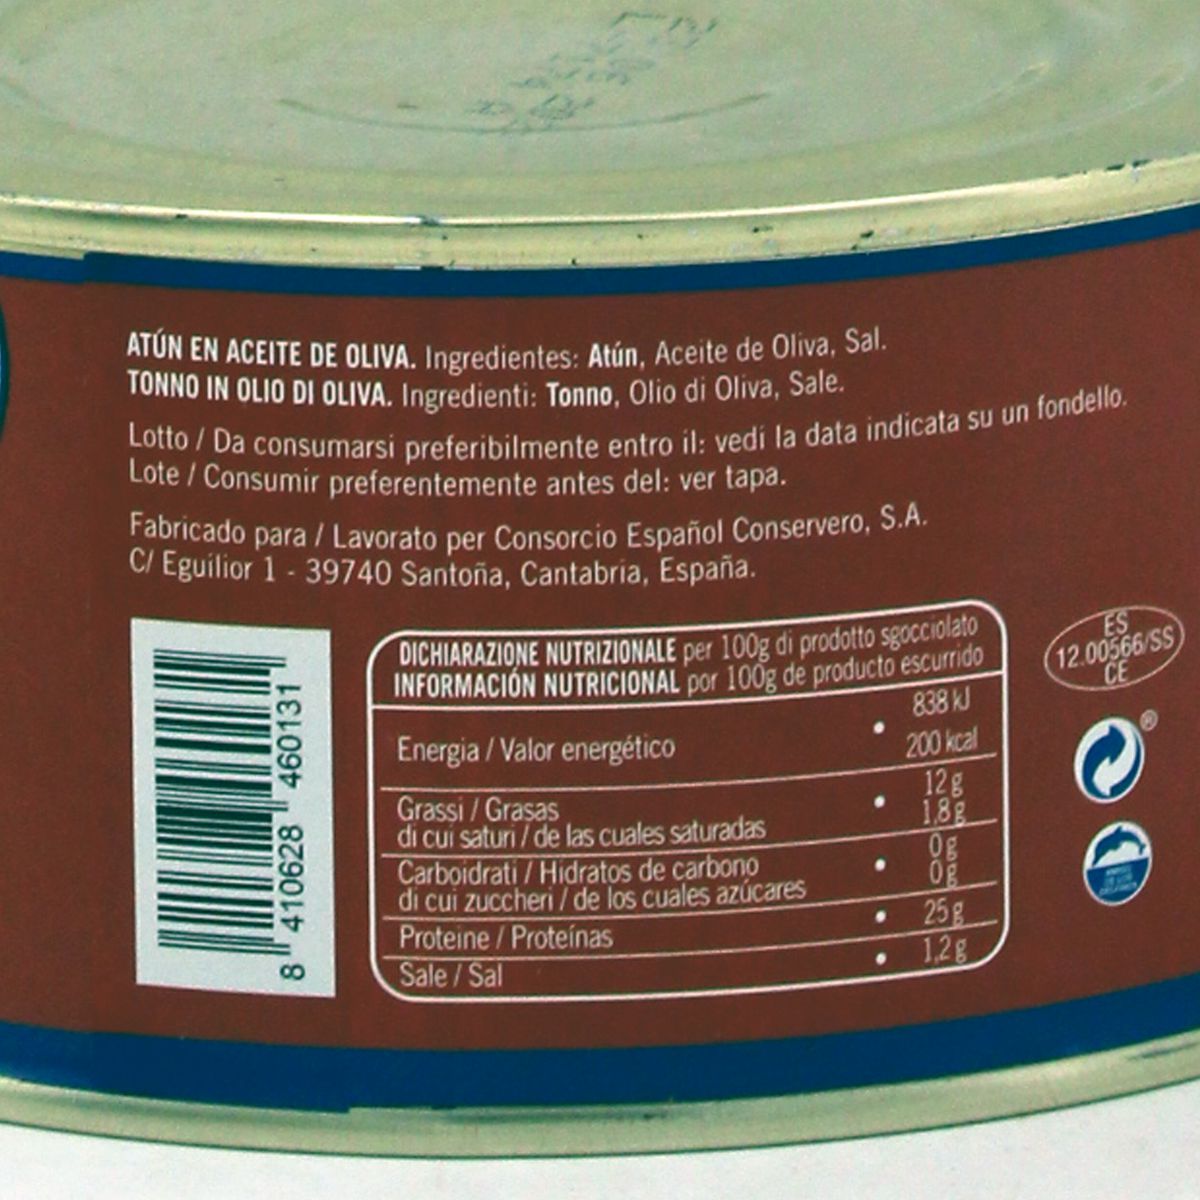 ATÚN EN ACEITE DE OLIVA. Ingredientes: Atún, Aceite de Oliva, Sal.
TONNO IN OLIO DI OLIVA. Ingredienti: Tonno, Olio di Oliva, Sale.
Lotto / Da consumarsi preferibilmente entro il: vedi la data indicata su un fondello.
Lote / Consumir preferentemente antes del: ver tapa.
Fabricado para / Lavorato per Consorcio Español Conservero, S.A.
C/ Eguilior 1 - 39740 Santoña, Cantabria, España.
8 410628 460131
DICHIARAZIONE NUTRIZIONALE per 100g di prodotto sgocciolato
INFORMACIÓN NUTRICIONAL por 100g de producto escurrido
838 kJ
Energia / Valor energético • 200 kcal
Grassi / Grasas • 12 g
di cui saturi / de las cuales saturadas 1,8 g
Carboidrati / Hidratos de carbono • 0 g
di cui zuccheri / de los cuales azúcares 0 g
Proteine / Proteínas • 25 g
Sale / Sal • 1,2 g
ES
12.00566/SS
CE
®